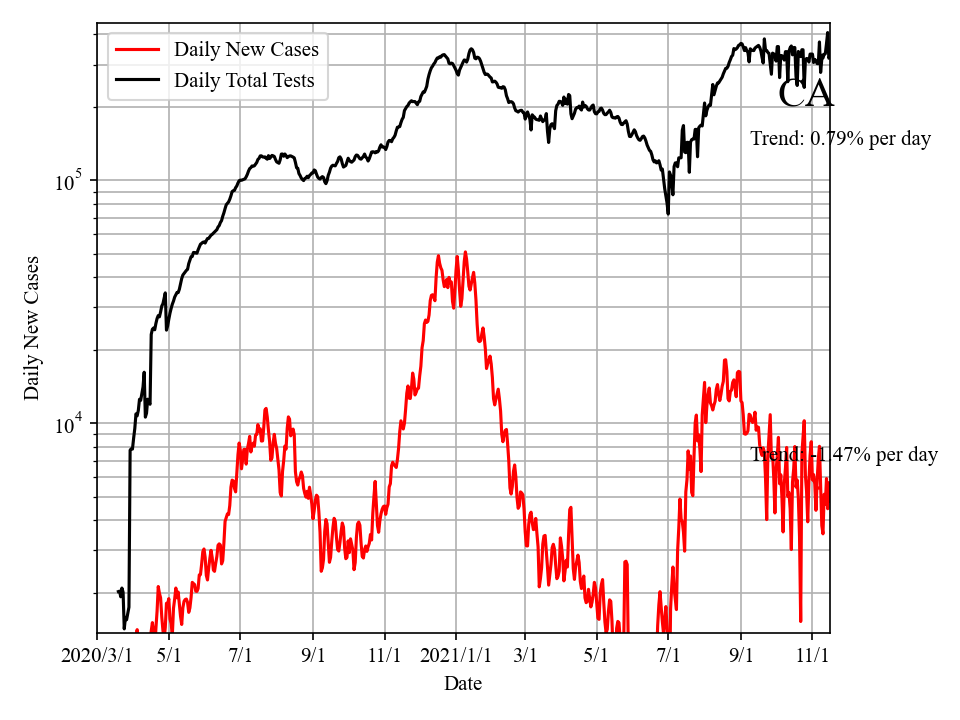 Daily New Cases
Daily Total Tests
CA
Trend: 0.79% per day
10^5
Daily New Cases
10^4
Trend: -1.47% per day
2020/3/1 5/1 7/1 9/1 11/1 2021/1/1 3/1 5/1 7/1 9/1 11/1
Date